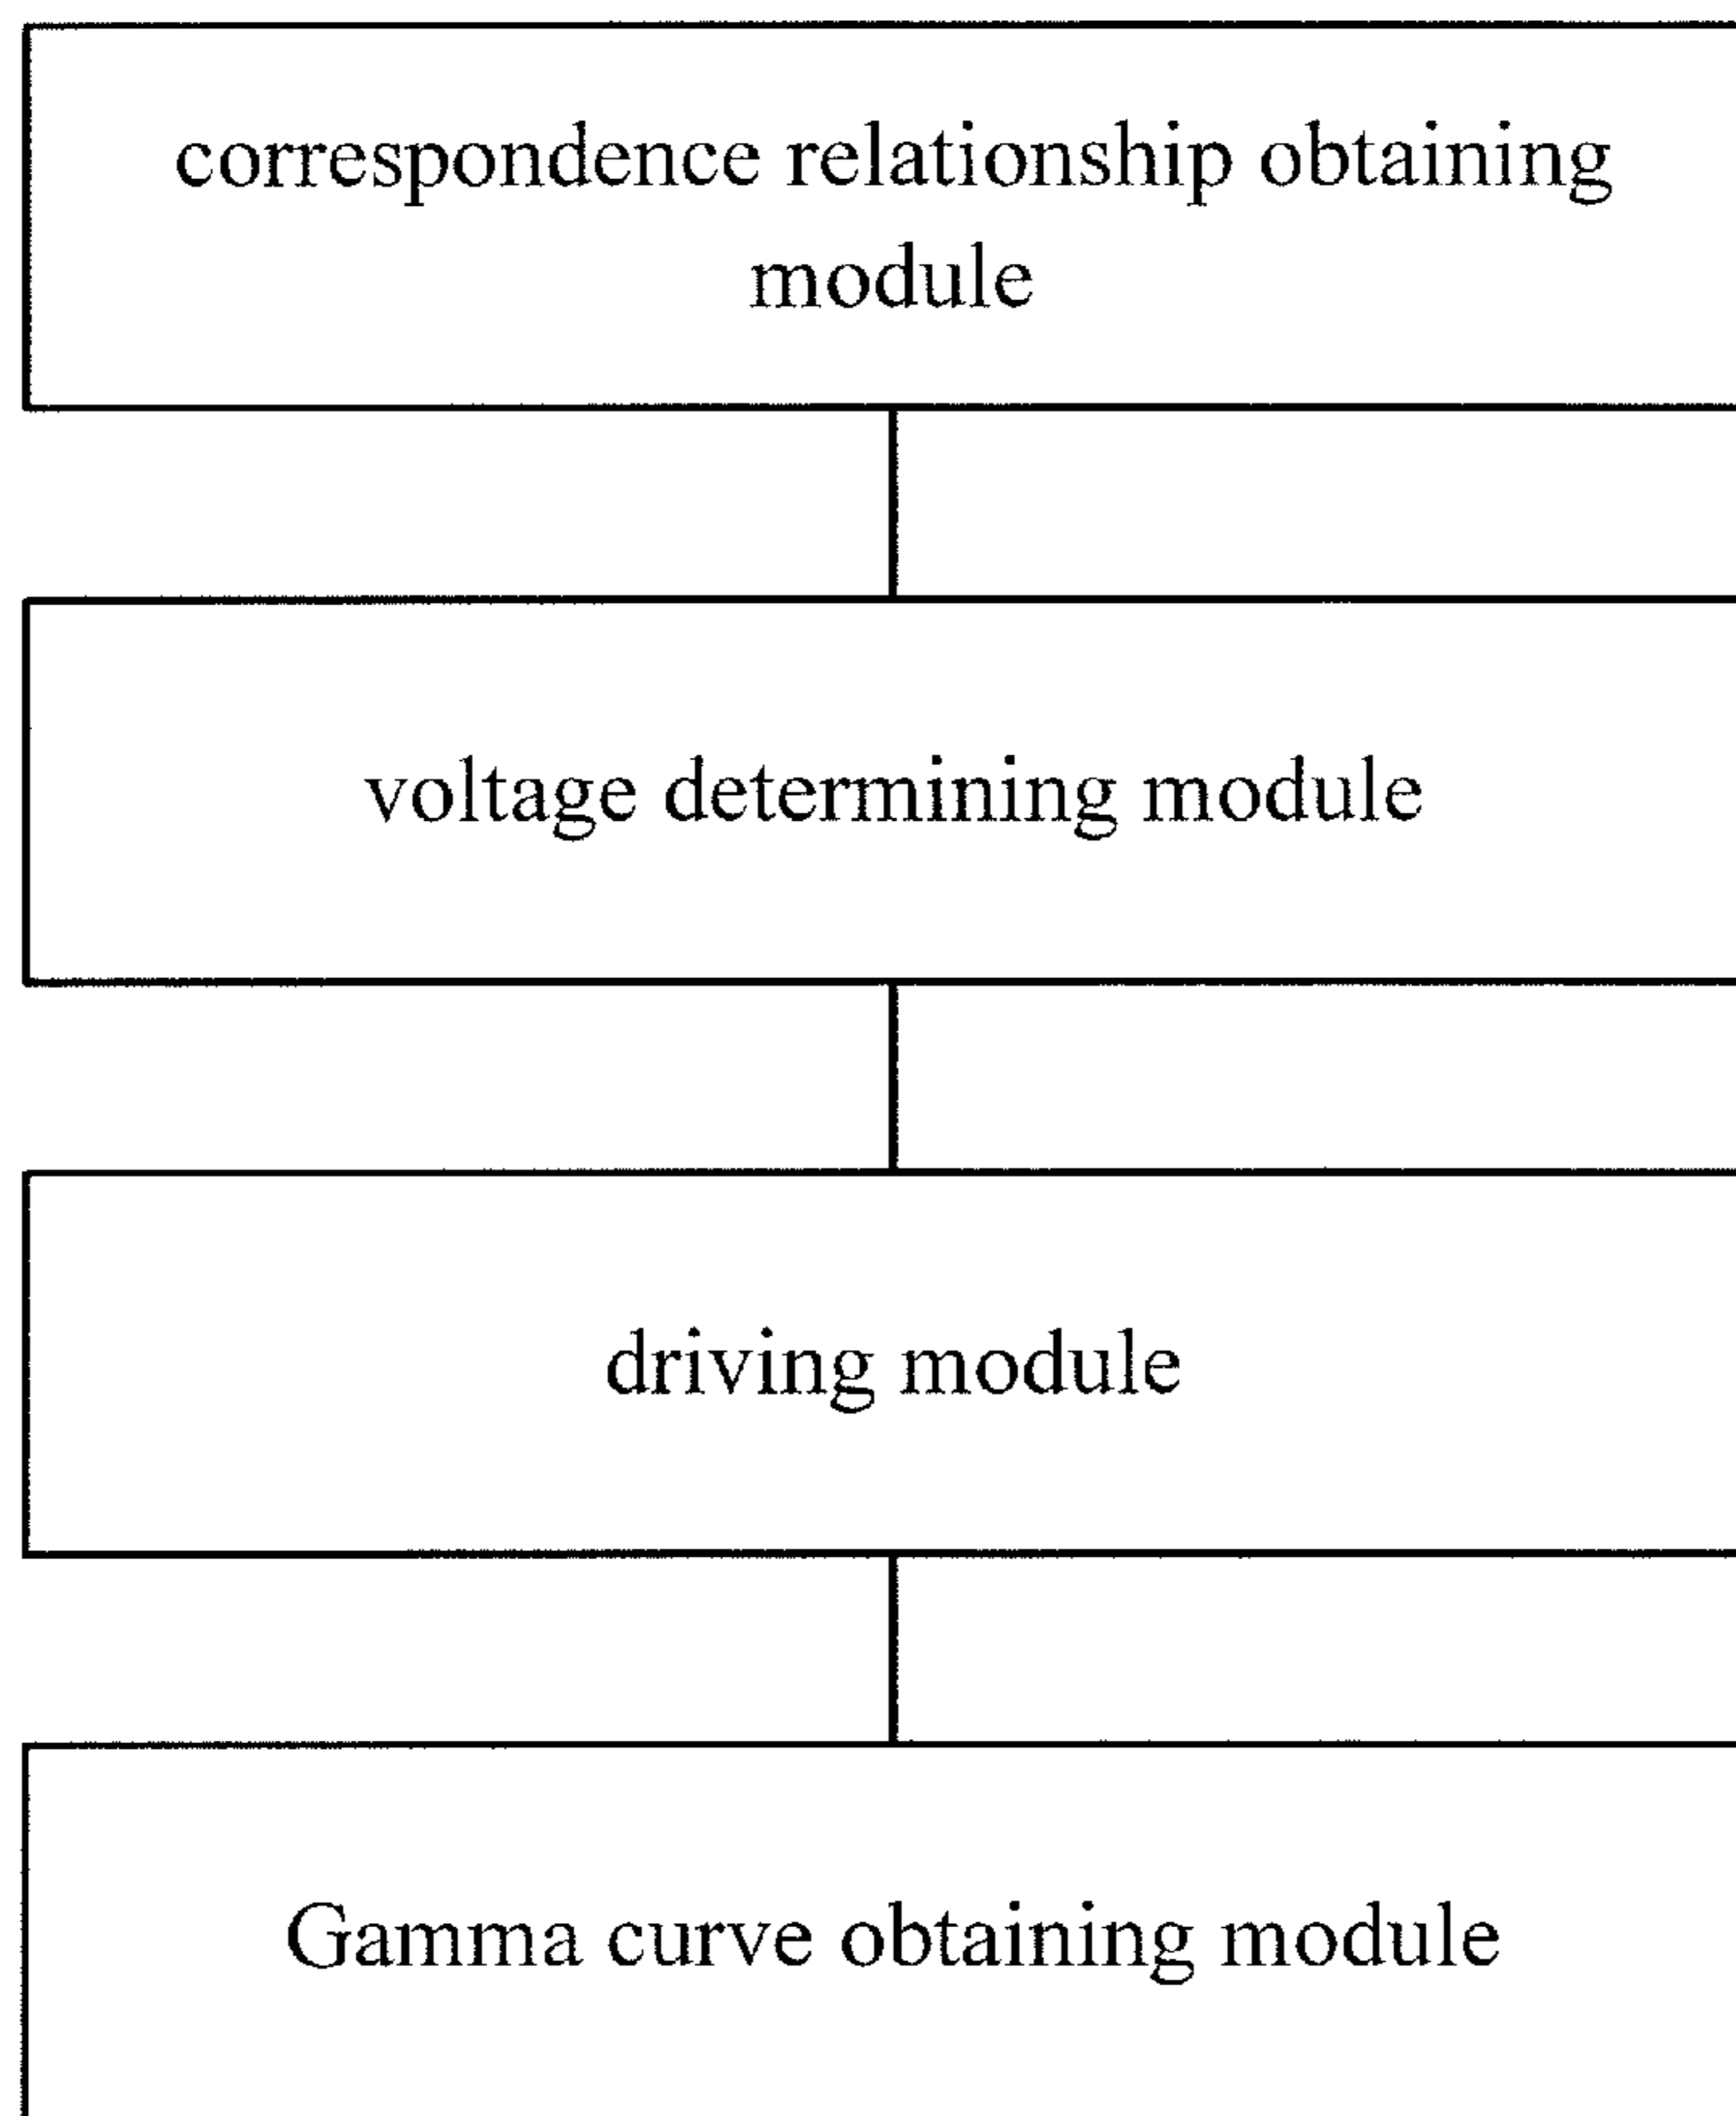 correspondence relationship obtaining
module
voltage determining module
driving module
Gamma curve obtaining module